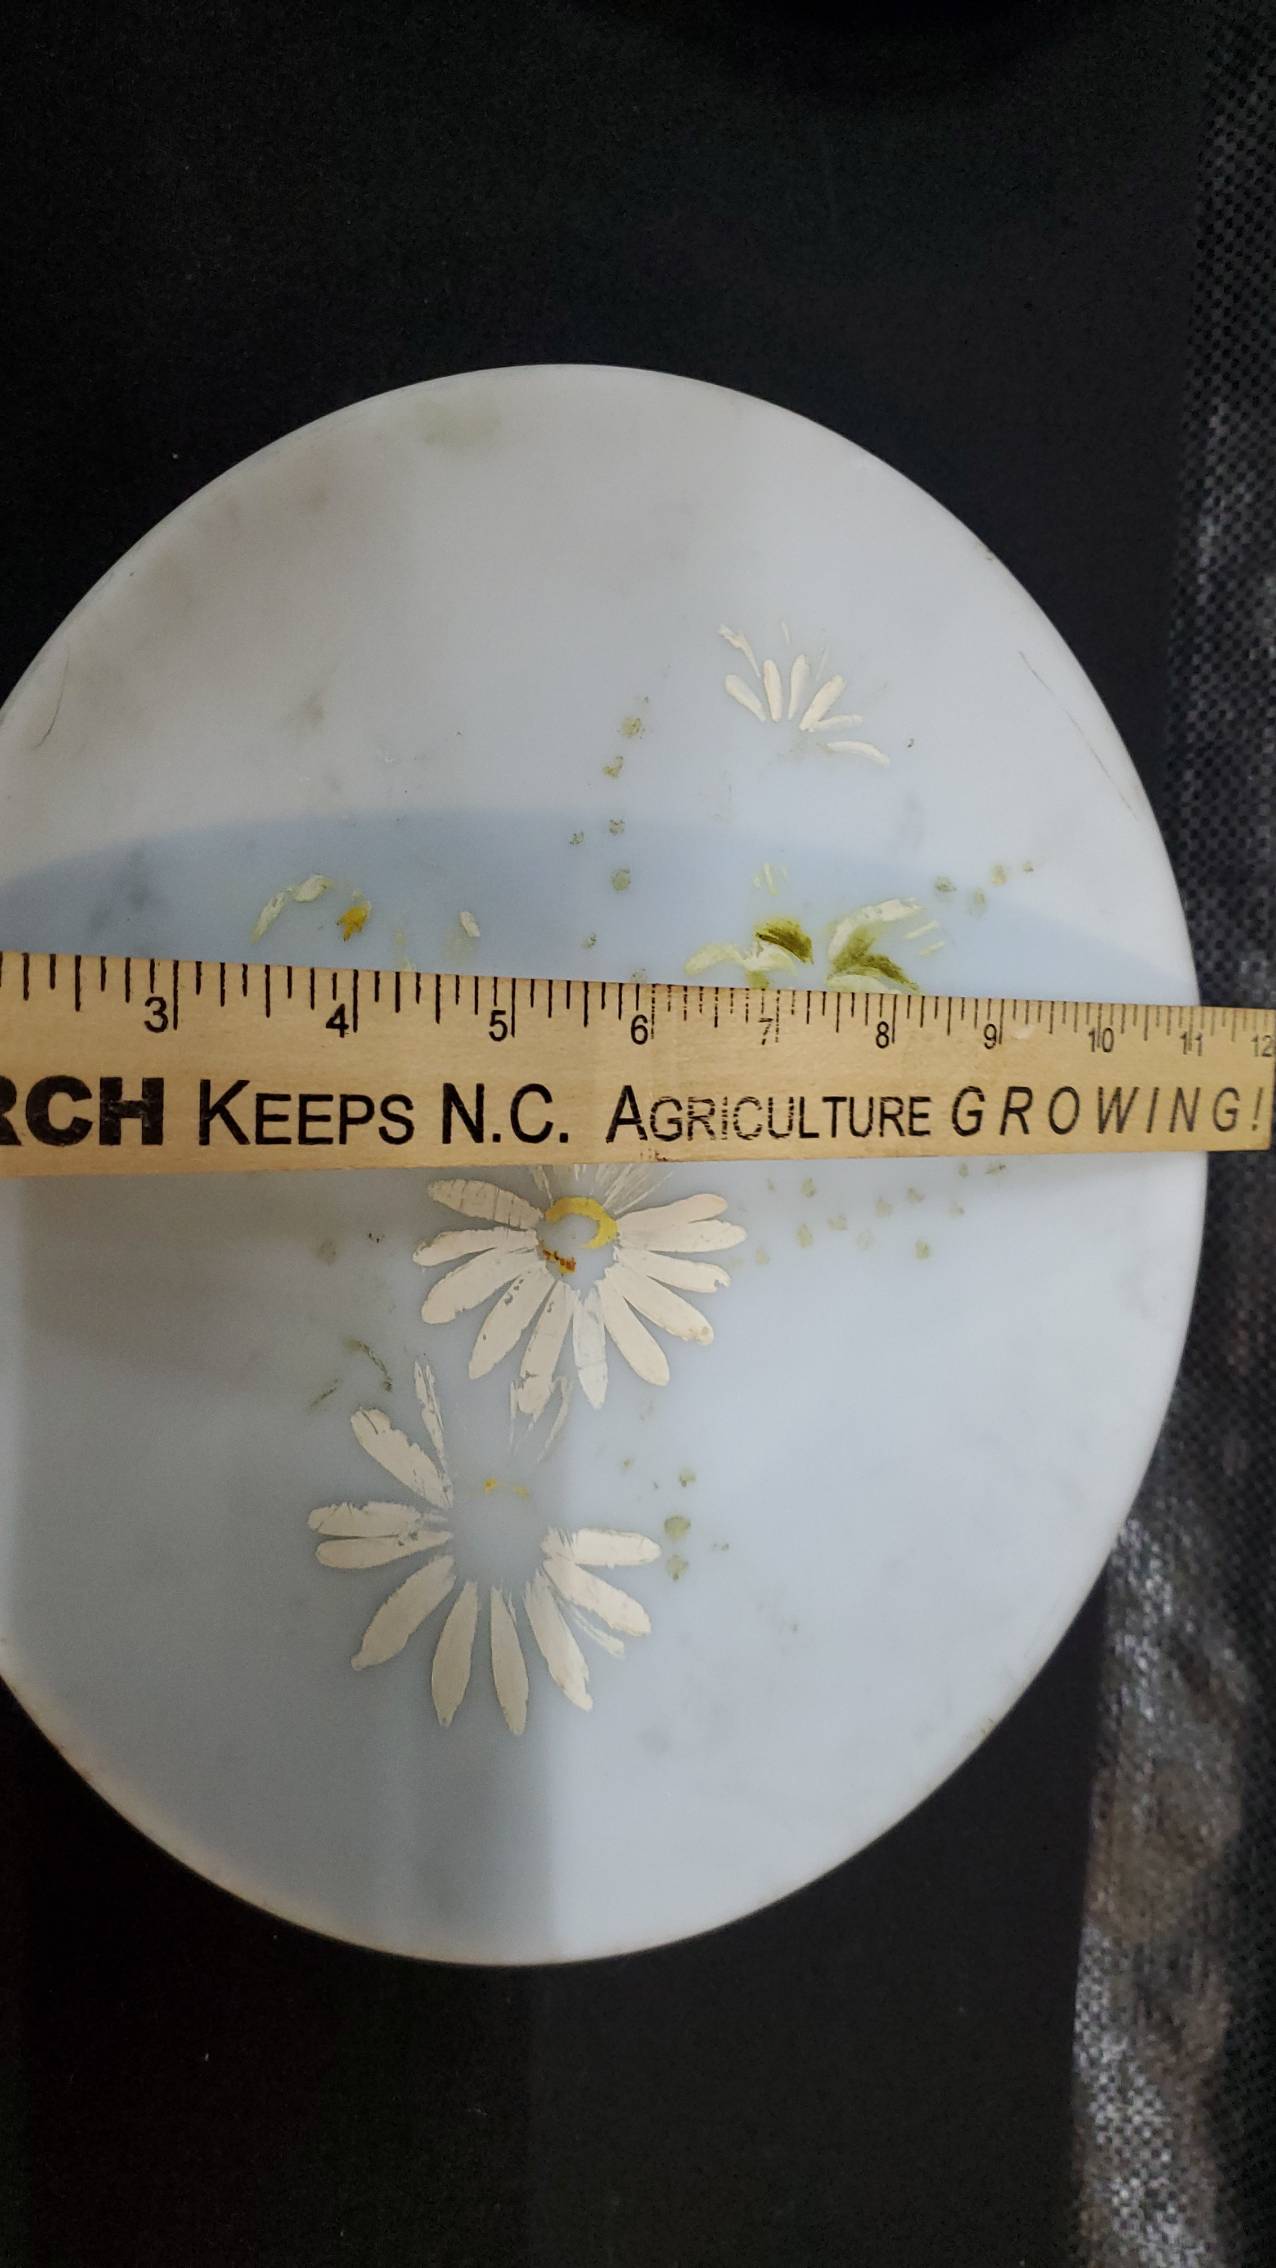 3 4 5 6 7 8 9 10 11 12
RCH KEEPS N.C. AGRICULTURE GROWING!